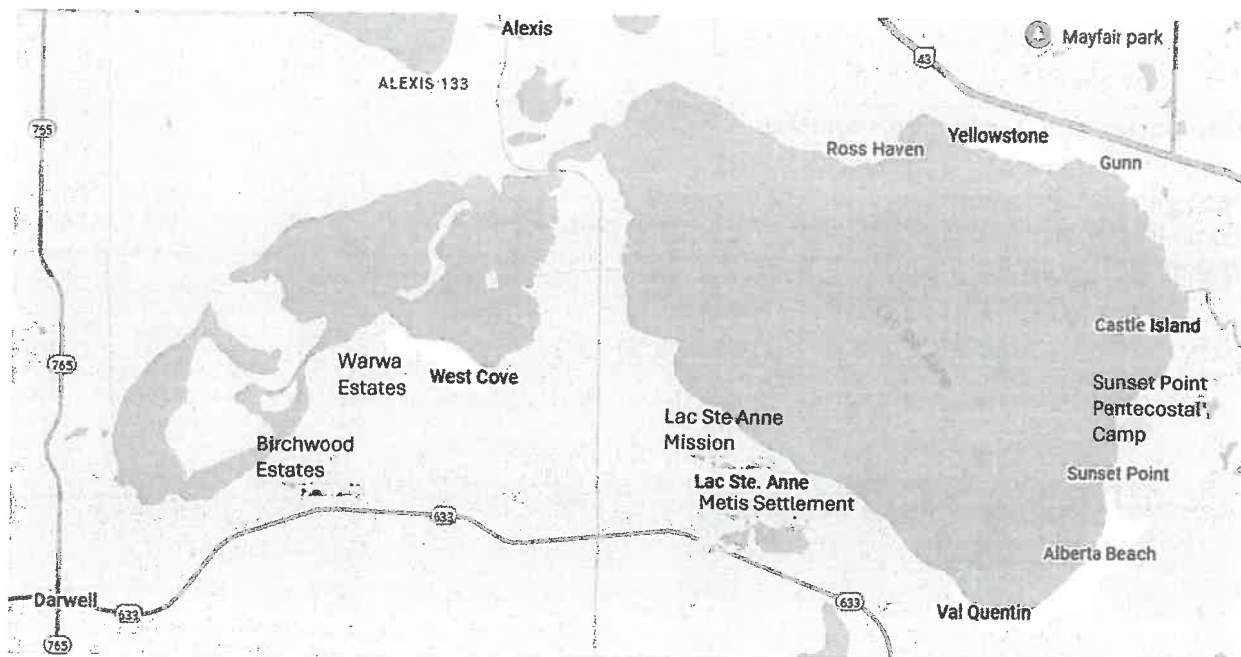 Alexis
Mayfair park
43
ALEXIS 133
765
Yellowstone
Ross Haven
Gunn
Castle Island
765
Warwa
Estates
West Cove
Sunset Point
Pentecostal
Camp
Lac Ste Anne
Mission
Birchwood
Estates
Sunset Point
Lac Ste. Anne
Metis Settlement
633
Alberta Beach
Darwell
633
633
Val Quentin
765